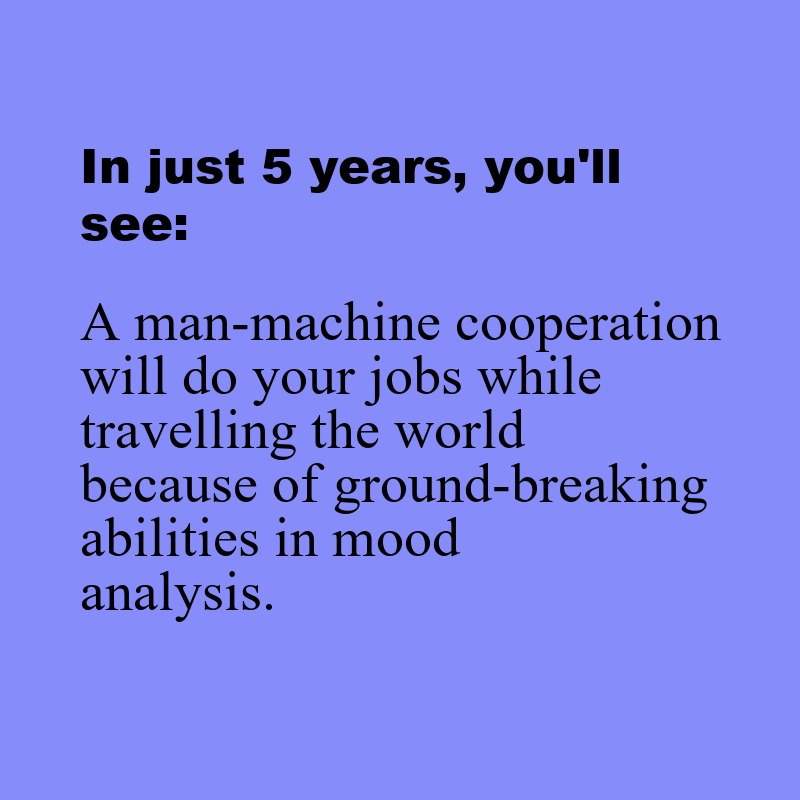 In just 5 years, you'll
see:
A man-machine cooperation
will do your jobs while
travelling the world
because of ground-breaking
abilities in mood
analysis.